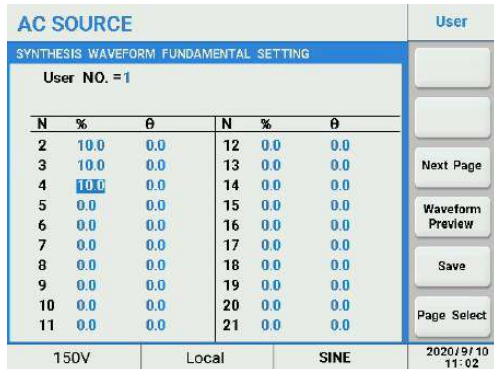 AC SOURCE
User
SYNTHESIS WAVEFORM FUNDAMENTAL SETTING
User NO. =1
N % θ N % θ
2 10.0 0.0 12 0.0 0.0
3 10.0 0.0 13 0.0 0.0
4 10.0 0.0 14 0.0 0.0
5 0.0 0.0 15 0.0 0.0
6 0.0 0.0 16 0.0 0.0
7 0.0 0.0 17 0.0 0.0
8 0.0 0.0 18 0.0 0.0
9 0.0 0.0 19 0.0 0.0
10 0.0 0.0 20 0.0 0.0
11 0.0 0.0 21 0.0 0.0
Next Page
Waveform
Preview
Save
Page Select
150V Local SINE
2020/9/10
11:02